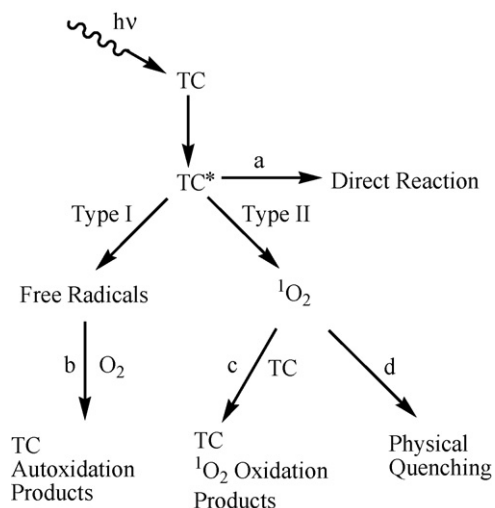 hν
TC
TC*
a
Direct Reaction
Type I
Type II
Free Radicals
¹O₂
b
O₂
c
TC
d
TC
Autoxidation
Products
TC
¹O₂ Oxidation
Products
Physical
Quenching